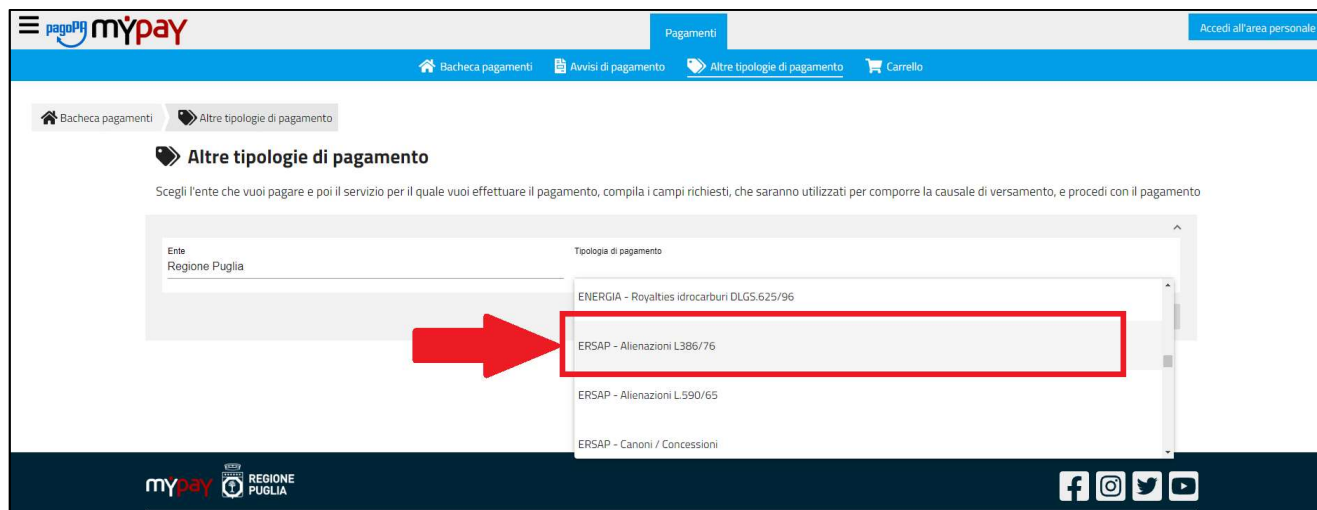 pagoPA mypay
Pagamenti
Accedi all'area personale
Bacheca pagamenti
Avvisi di pagamento
Altre tipologie di pagamento
Carrello
Bacheca pagamenti
Altre tipologie di pagamento
Altre tipologie di pagamento
Scegli l'ente che vuoi pagare e poi il servizio per il quale vuoi effettuare il pagamento, compila i campi richiesti, che saranno utilizzati per comporre la causale di versamento, e procedi con il pagamento
Ente
Regione Puglia
Tipologia di pagamento
ENERGIA - Royalties idrocarburi DLGS.625/96
ERSAP - Alienazioni L386/76
ERSAP - Alienazioni L.590/65
ERSAP - Canoni / Concessioni
mypay
REGIONE
PUGLIA